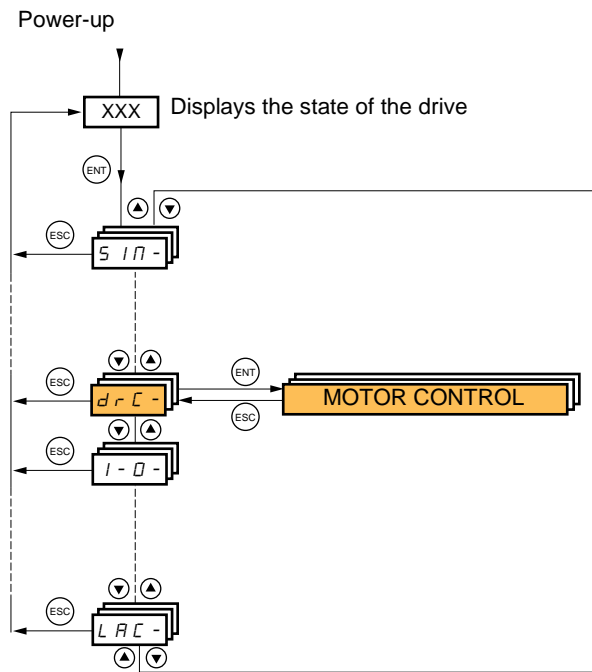 Power-up
XXX Displays the state of the drive
ENT
ESC
SIM-
ESC
ENT
drC-
MOTOR CONTROL
ESC
ESC
I-O-
ESC
LAC-